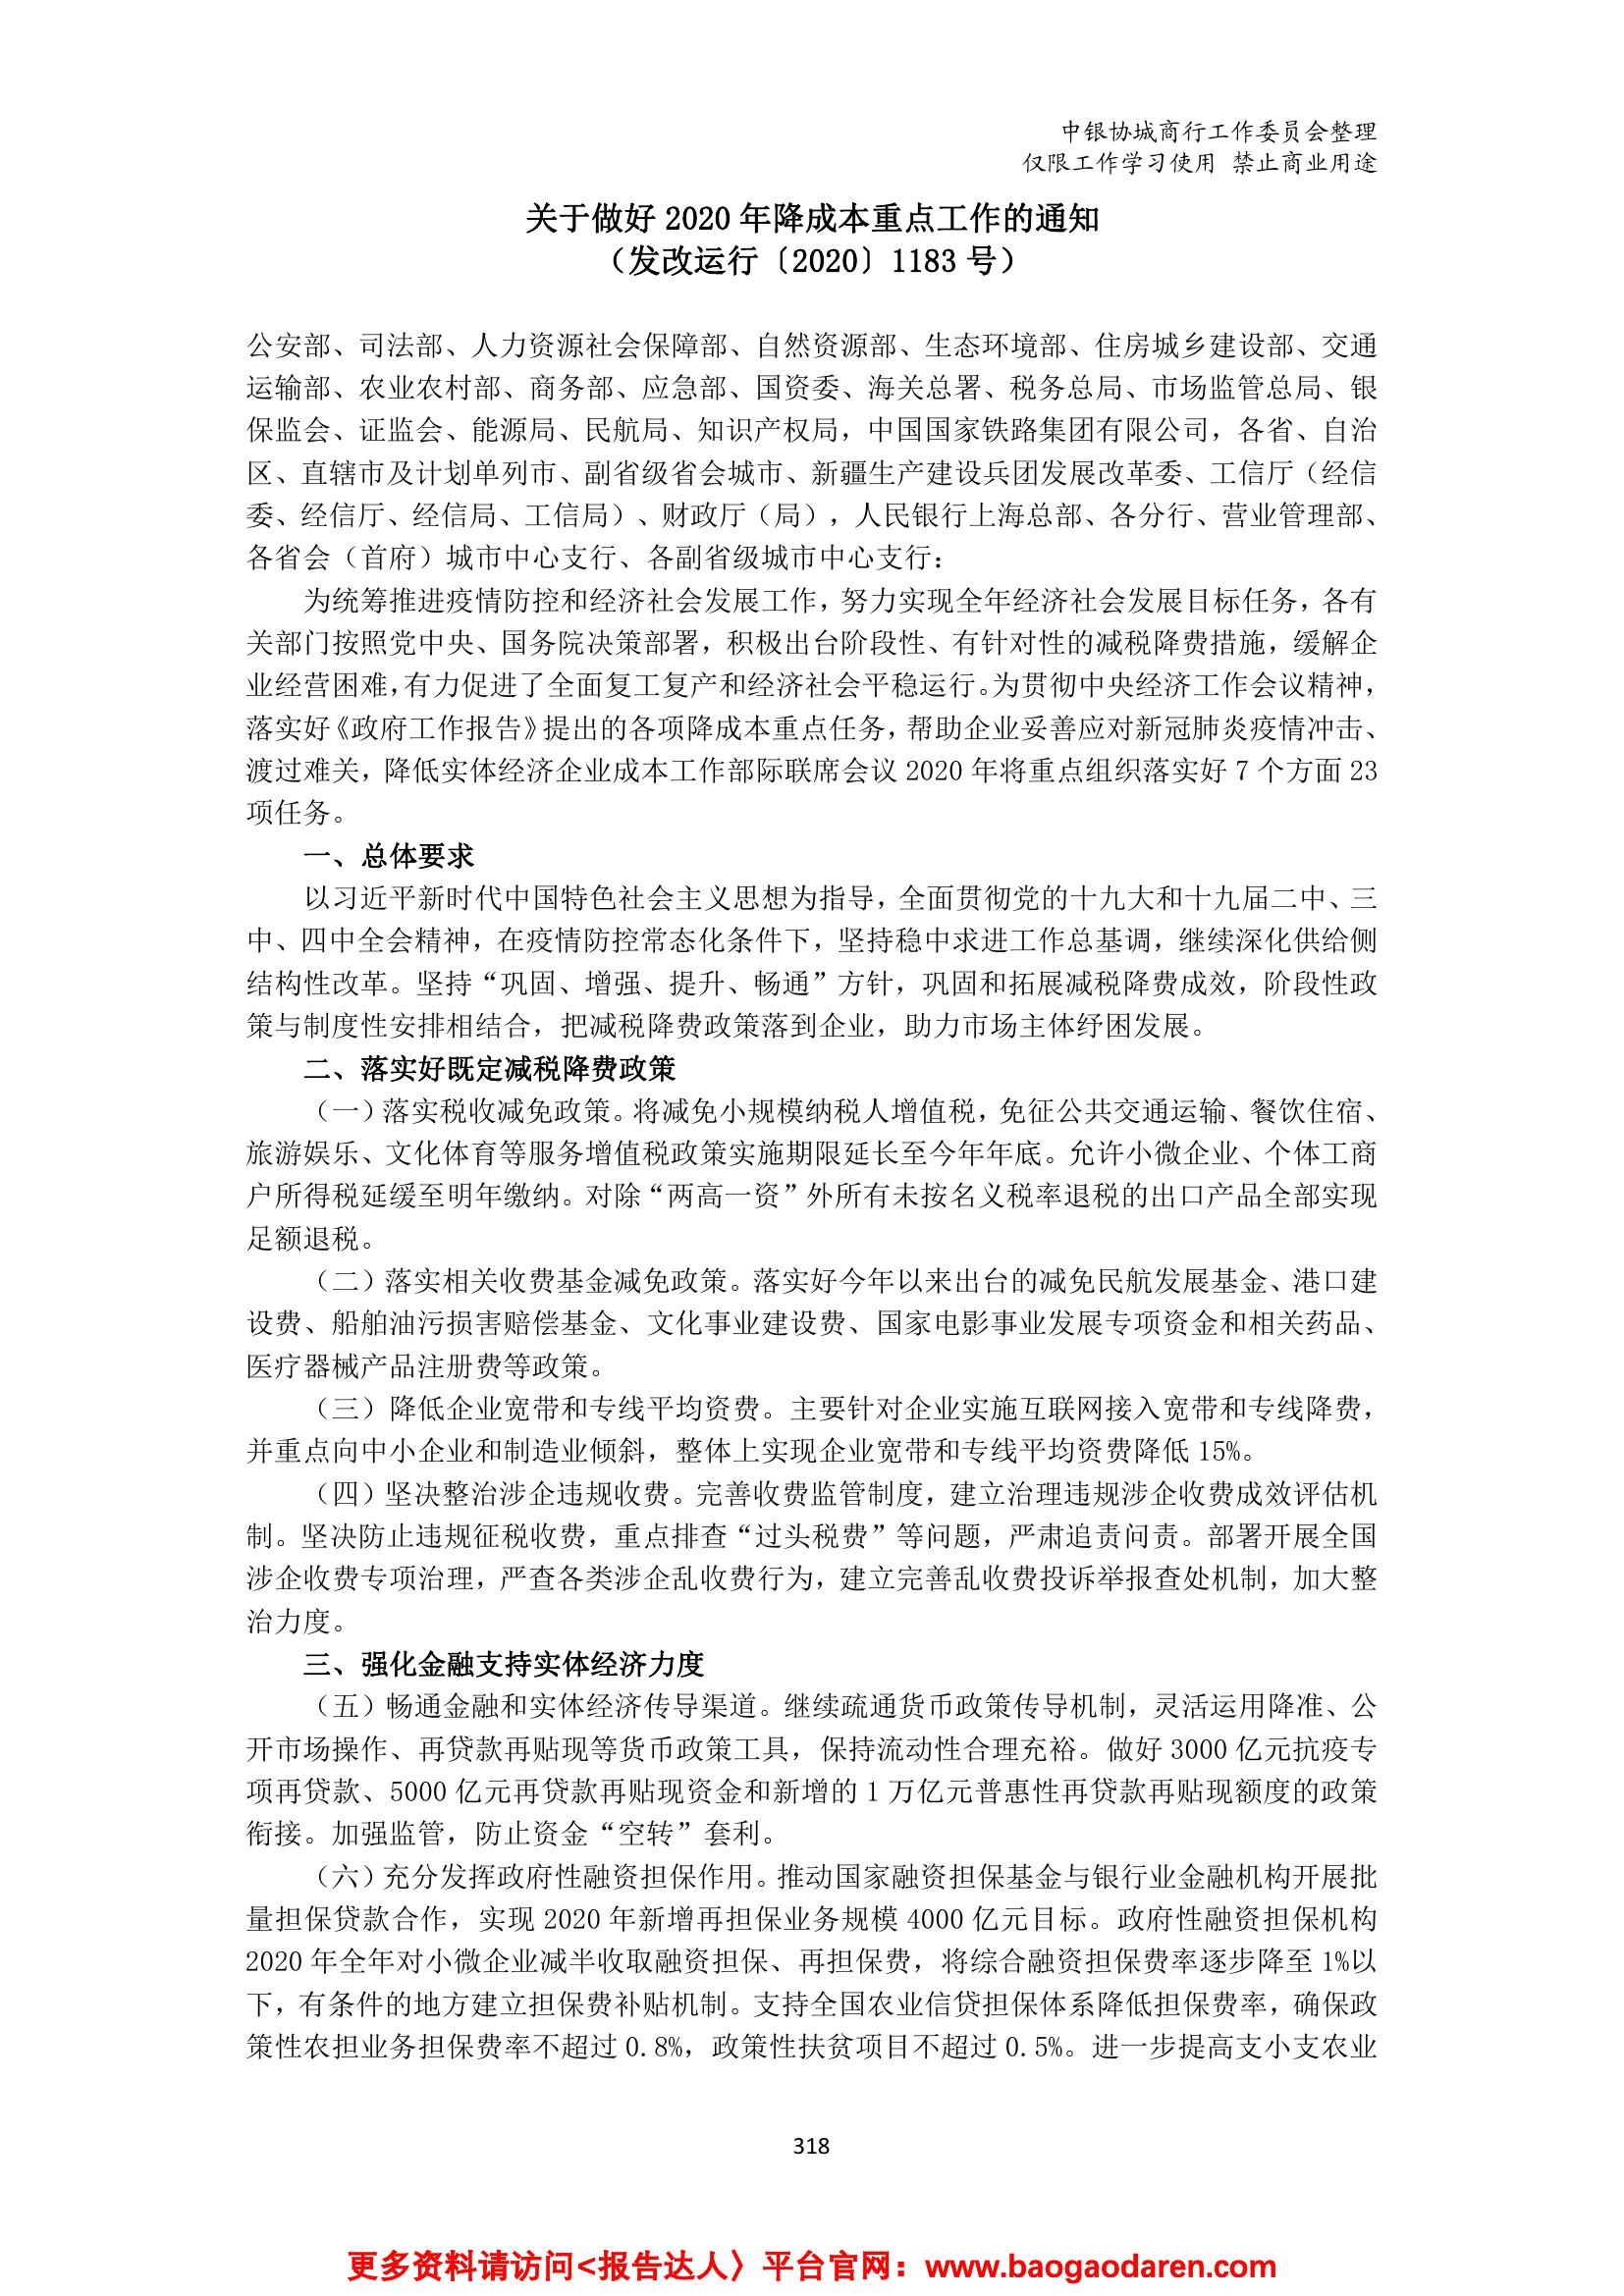 中银协城商行工作委员会整理
仅限工作学习使用 禁止商业用途
关于做好 2020 年降成本重点工作的通知
（发改运行〔2020〕1183 号）
公安部、司法部、人力资源社会保障部、自然资源部、生态环境部、住房城乡建设部、交通
运输部、农业农村部、商务部、应急部、国资委、海关总署、税务总局、市场监管总局、银
保监会、证监会、能源局、民航局、知识产权局，中国国家铁路集团有限公司，各省、自治
区、直辖市及计划单列市、副省级省会城市、新疆生产建设兵团发展改革委、工信厅（经信
委、经信厅、经信局、工信局）、财政厅（局），人民银行上海总部、各分行、营业管理部、
各省会（首府）城市中心支行、各副省级城市中心支行：
为统筹推进疫情防控和经济社会发展工作，努力实现全年经济社会发展目标任务，各有
关部门按照党中央、国务院决策部署，积极出台阶段性、有针对性的减税降费措施，缓解企
业经营困难，有力促进了全面复工复产和经济社会平稳运行。为贯彻中央经济工作会议精神，
落实好《政府工作报告》提出的各项降成本重点任务，帮助企业妥善应对新冠肺炎疫情冲击、
渡过难关，降低实体经济企业成本工作部际联席会议 2020 年将重点组织落实好 7 个方面 23
项任务。
一、总体要求
以习近平新时代中国特色社会主义思想为指导，全面贯彻党的十九大和十九届二中、三
中、四中全会精神，在疫情防控常态化条件下，坚持稳中求进工作总基调，继续深化供给侧
结构性改革。坚持“巩固、增强、提升、畅通”方针，巩固和拓展减税降费成效，阶段性政
策与制度性安排相结合，把减税降费政策落到企业，助力市场主体纾困发展。
二、落实好既定减税降费政策
（一）落实税收减免政策。将减免小规模纳税人增值税，免征公共交通运输、餐饮住宿、
旅游娱乐、文化体育等服务增值税政策实施期限延长至今年年底。允许小微企业、个体工商
户所得税延缓至明年缴纳。对除“两高一资”外所有未按名义税率退税的出口产品全部实现
足额退税。
（二）落实相关收费基金减免政策。落实好今年以来出台的减免民航发展基金、港口建
设费、船舶油污损害赔偿基金、文化事业建设费、国家电影事业发展专项资金和相关药品、
医疗器械产品注册费等政策。
（三）降低企业宽带和专线平均资费。主要针对企业实施互联网接入宽带和专线降费，
并重点向中小企业和制造业倾斜，整体上实现企业宽带和专线平均资费降低 15%。
（四）坚决整治涉企违规收费。完善收费监管制度，建立治理违规涉企收费成效评估机
制。坚决防止违规征税收费，重点排查“过头税费”等问题，严肃追责问责。部署开展全国
涉企收费专项治理，严查各类涉企乱收费行为，建立完善乱收费投诉举报查处机制，加大整
治力度。
三、强化金融支持实体经济力度
（五）畅通金融和实体经济传导渠道。继续疏通货币政策传导机制，灵活运用降准、公
开市场操作、再贷款再贴现等货币政策工具，保持流动性合理充裕。做好 3000 亿元抗疫专
项再贷款、5000 亿元再贷款再贴现资金和新增的 1 万亿元普惠性再贷款再贴现额度的政策
衔接。加强监管，防止资金“空转”套利。
（六）充分发挥政府性融资担保作用。推动国家融资担保基金与银行业金融机构开展批
量担保贷款合作，实现 2020 年新增再担保业务规模 4000 亿元目标。政府性融资担保机构
2020 年全年对小微企业减半收取融资担保、再担保费，将综合融资担保费率逐步降至 1%以
下，有条件的地方建立担保费补贴机制。支持全国农业信贷担保体系降低担保费率，确保政
策性农担业务担保费率不超过 0.8%，政策性扶贫项目不超过 0.5%。进一步提高支小支农业
318
更多资料请访问<报告达人〉平台官网：www.baogaodaren.com